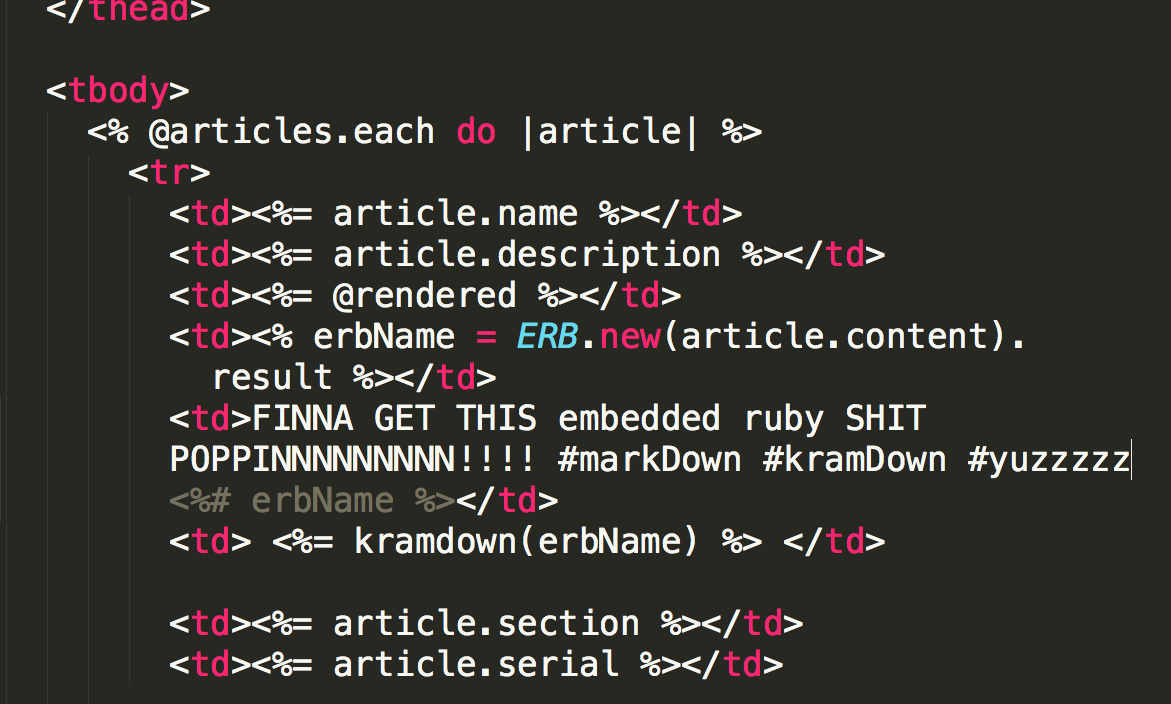 </thead>
<tbody>
<% @articles.each do |article| %>
<tr>
<td><%= article.name %></td>
<td><%= article.description %></td>
<td><%= @rendered %></td>
<td><% erbName = ERB.new(article.content).
result %></td>
<td>FINNA GET THIS embedded ruby SHIT
POPPINNNNNNNNNN!!!! #markDown #kramDown #yuzzzzz
<%# erbName %></td>
<td> <%= kramdown(erbName) %> </td>
<td><%= article.section %></td>
<td><%= article.serial %></td>